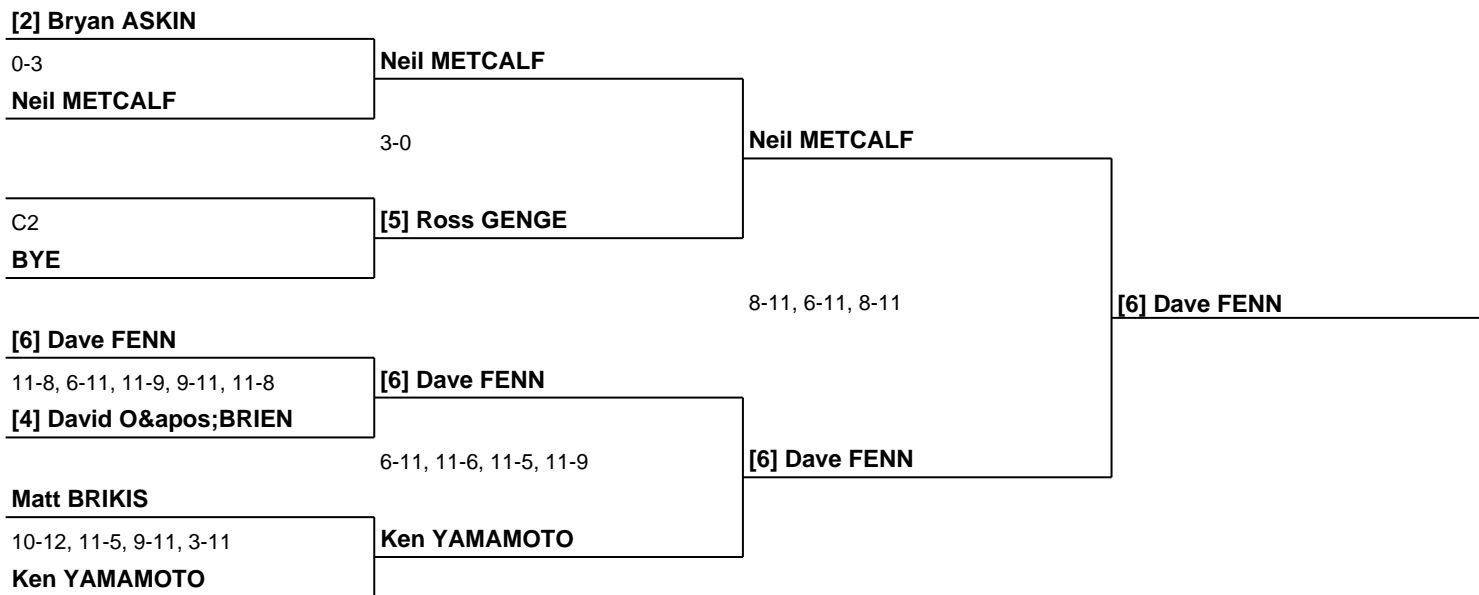 [2] Bryan ASKIN
0-3
Neil METCALF
Neil METCALF
3-0
Neil METCALF
C2
[5] Ross GENGE
BYE
8-11, 6-11, 8-11
[6] Dave FENN
[6] Dave FENN
11-8, 6-11, 11-9, 9-11, 11-8
[6] Dave FENN
[4] David O&apos;BRIEN
6-11, 11-6, 11-5, 11-9
[6] Dave FENN
Matt BRIKIS
10-12, 11-5, 9-11, 3-11
Ken YAMAMOTO
Ken YAMAMOTO